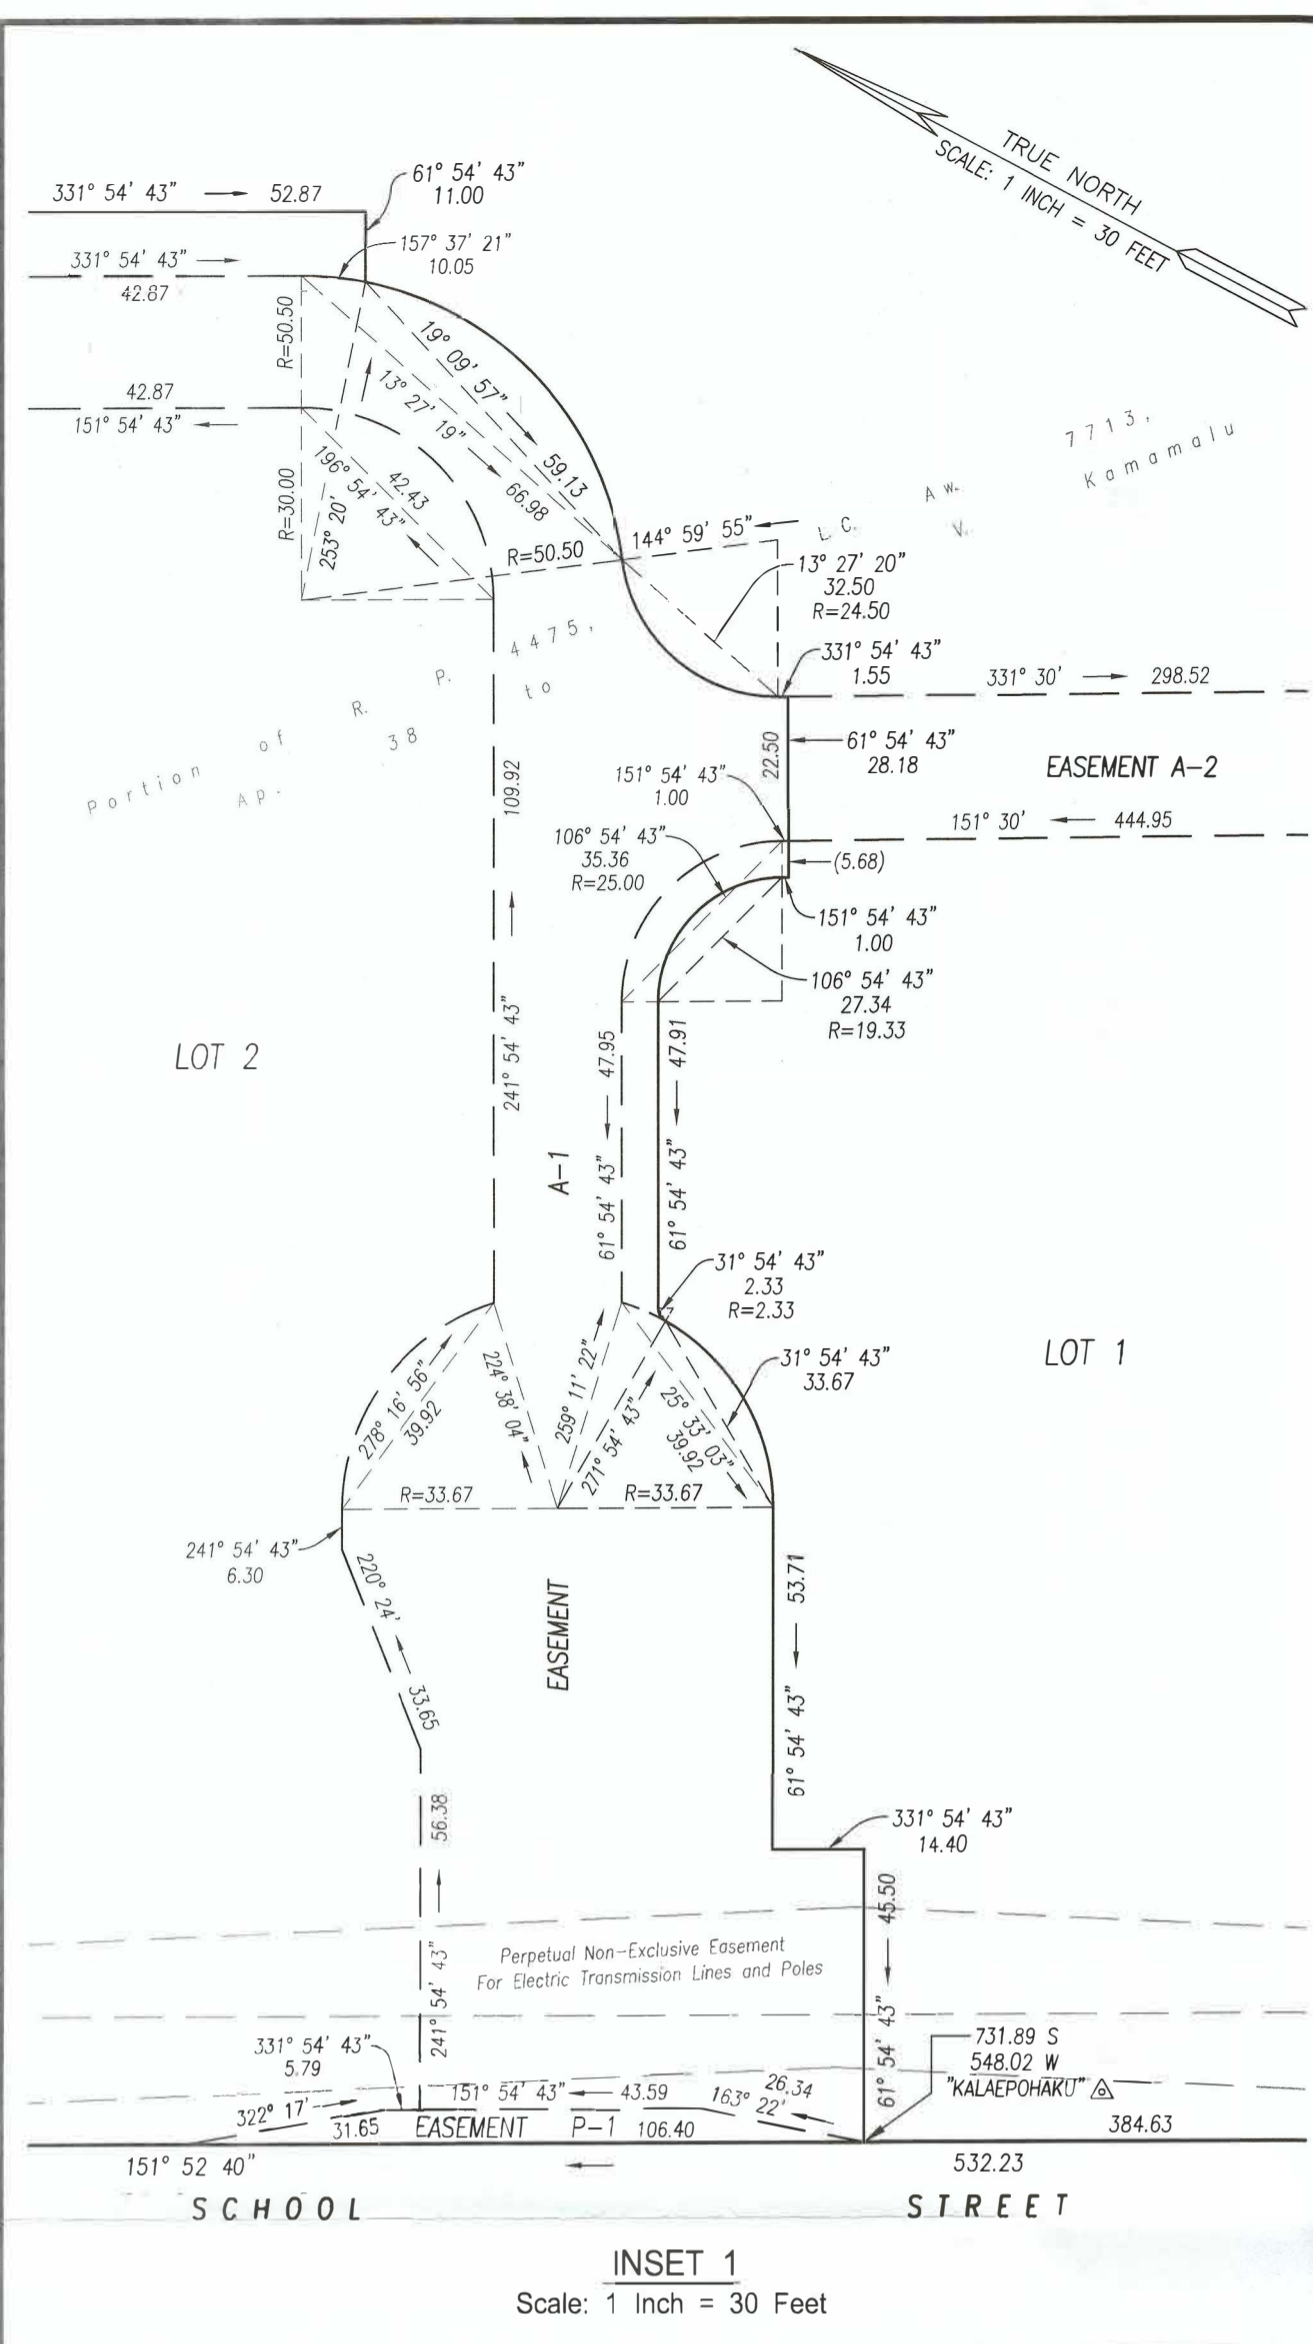 TRUE NORTH
SCALE: 1 INCH = 30 FEET
61° 54' 43"
11.00
331° 54' 43" 52.87
157° 37' 21"
10.05
331° 54' 43"
42.87
R=50.50
19° 09' 57"
59.13
13° 27' 19"
66.98
42.87
151° 54' 43"
R=30.00
196° 54' 43"
42.43
253° 20'
R=50.50
144° 59' 55"
13° 27' 20"
32.50
R=24.50
7713,
Kamamalu
L. C. Aw.
V.
331° 54' 43"
1.55
331° 30' 298.52
Portion of R. P. 4475,
Ap. 38 to
22.50
61° 54' 43"
28.18
EASEMENT A-2
109.92
151° 54' 43"
1.00
151° 30' 444.95
106° 54' 43"
35.36
R=25.00
(5.68)
151° 54' 43"
1.00
106° 54' 43"
27.34
R=19.33
LOT 2
241° 54' 43"
47.95
47.91
A-1
61° 54' 43"
61° 54' 43"
31° 54' 43"
2.33
R=2.33
LOT 1
31° 54' 43"
33.67
278° 16' 56"
39.92
224° 38' 04"
259° 11' 22"
271° 54' 43"
25° 33' 03"
39.92
R=33.67
R=33.67
241° 54' 43"
6.30
220° 24'
33.65
EASEMENT
53.71
61° 54' 43"
56.38
331° 54' 43"
14.40
45.50
Perpetual Non-Exclusive Easement
For Electric Transmission Lines and Poles
241° 54' 43"
61° 54' 43"
731.89 S
548.02 W
"KALAEPOHAKU"
331° 54' 43"
5.79
151° 54' 43" 43.59
163° 22'
26.34
322° 17'
31.65
EASEMENT P-1 106.40
384.63
151° 52' 40"
532.23
SCHOOL STREET
INSET 1
Scale: 1 Inch = 30 Feet